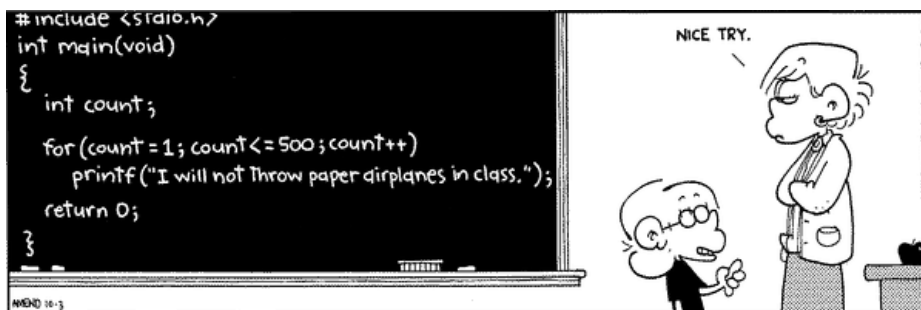 #include <stdio.h>
int main(void)
{
int count;
for (count = 1; count <= 500; count++)
printf("I will not throw paper airplanes in class.");
return 0;
}
AMEND 10-3
NICE TRY.